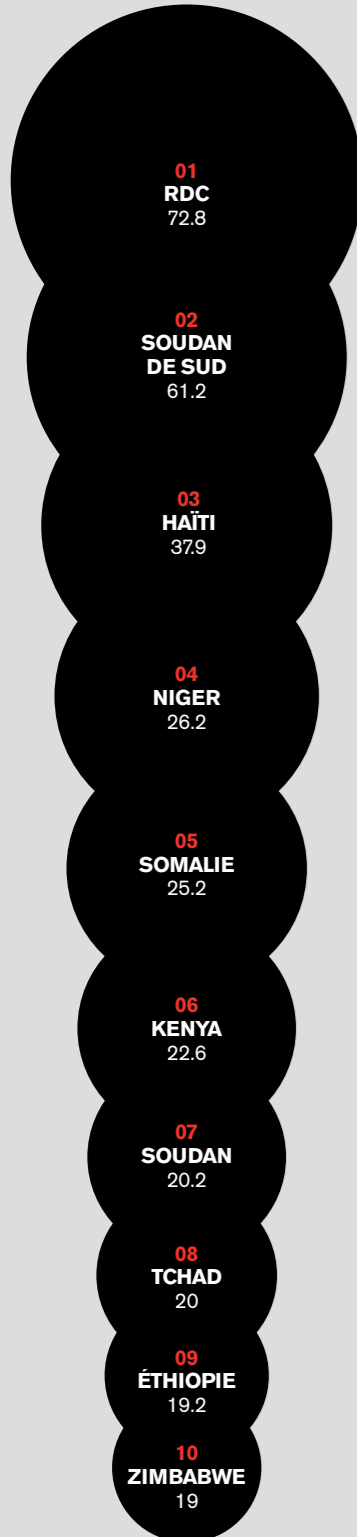 01
RDC
72.8
02
SOUDAN
DE SUD
61.2
03
HAÏTI
37.9
04
NIGER
26.2
05
SOMALIE
25.2
06
KENYA
22.6
07
SOUDAN
20.2
08
TCHAD
20
09
ÉTHIOPIE
19.2
10
ZIMBABWE
19